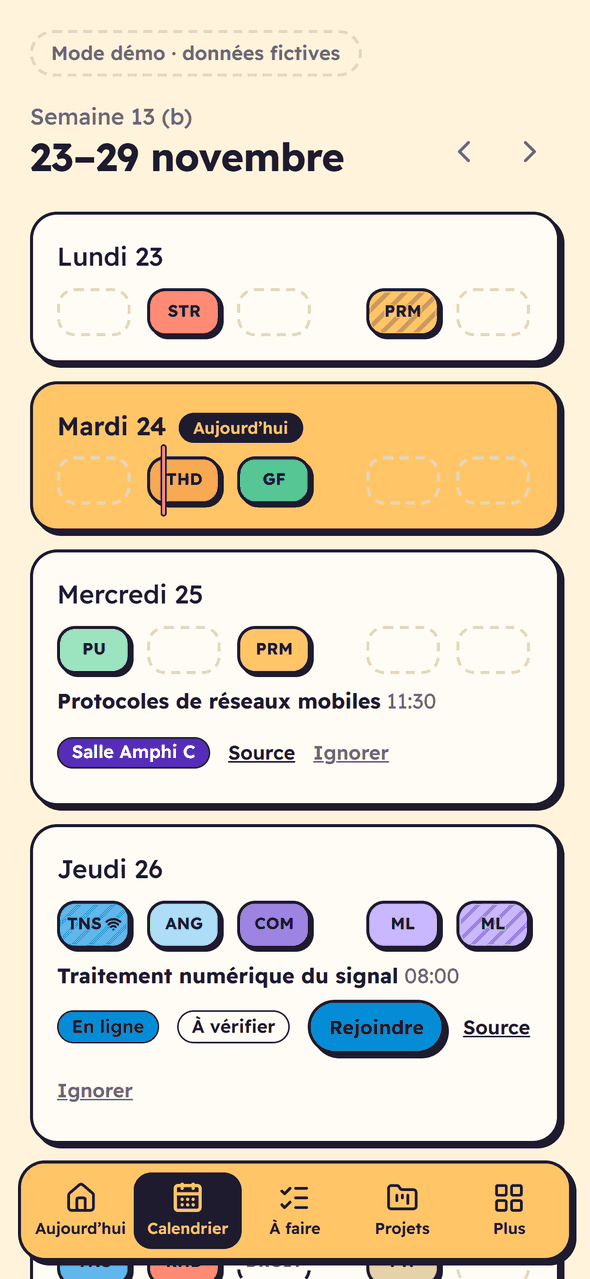 Mode démo · données fictives
Semaine 13 (b)
23–29 novembre
Lundi 23
STR PRM
Mardi 24 Aujourd’hui
THD GF
Mercredi 25
PU PRM
Protocoles de réseaux mobiles 11:30
Salle Amphi C Source Ignorer
Jeudi 26
TNS ANG COM ML ML
Traitement numérique du signal 08:00
En ligne À vérifier Rejoindre Source
Ignorer
Aujourd’hui Calendrier À faire Projets Plus